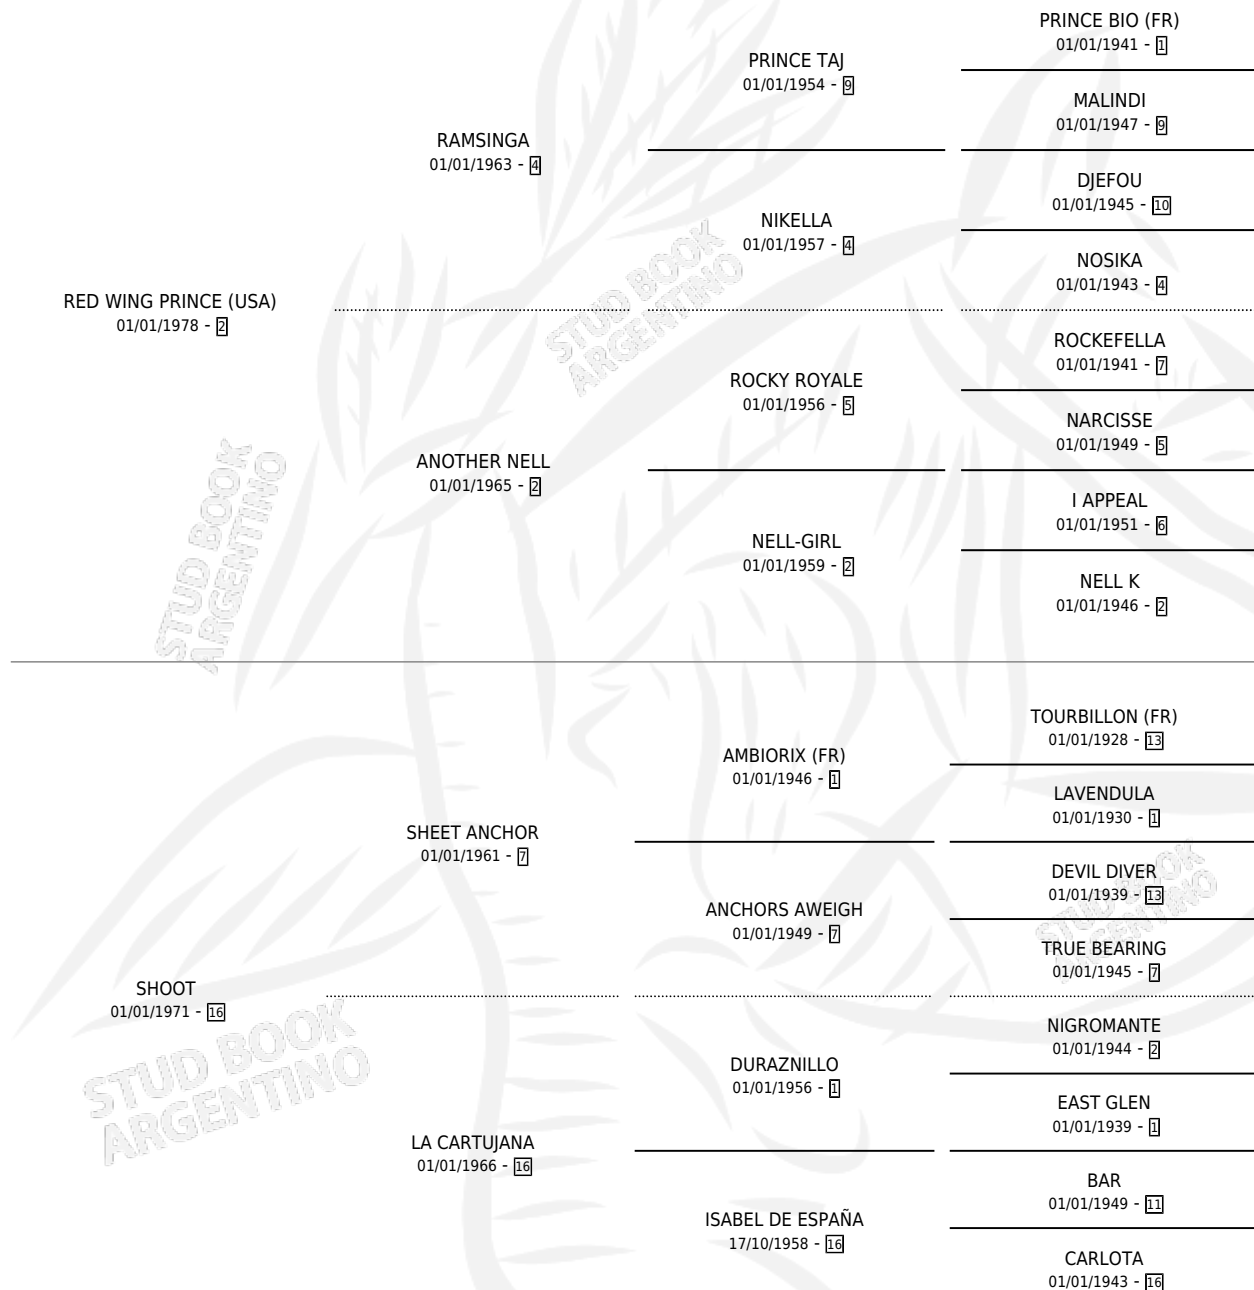 PRINCE BIO (FR)
01/01/1941 - 1
PRINCE TAJ
01/01/1954 - 9
MALINDI
01/01/1947 - 9
RAMSINGA
01/01/1963 - 4
DJEFOU
01/01/1945 - 10
NIKELLA
01/01/1957 - 4
NOSIKA
01/01/1943 - 4
RED WING PRINCE (USA)
01/01/1978 - 2
STUD BOOK
ARGENTINO
ROCKEFELLA
01/01/1941 - 7
ROCKY ROYALE
01/01/1956 - 5
NARCISSE
01/01/1949 - 5
ANOTHER NELL
01/01/1965 - 2
I APPEAL
01/01/1951 - 6
NELL-GIRL
01/01/1959 - 2
NELL K
01/01/1946 - 2
STUD BOOK
ARGENTINO
TOURBILLON (FR)
01/01/1928 - 13
AMBIORIX (FR)
01/01/1946 - 1
LAVENDULA
01/01/1930 - 1
SHEET ANCHOR
01/01/1961 - 7
DEVIL DIVER
01/01/1939 - 13
ANCHORS AWEIGH
01/01/1949 - 7
STUD BOOK
ARGENTINO
TRUE BEARING
01/01/1945 - 7
SHOOT
01/01/1971 - 16
NIGROMANTE
01/01/1944 - 2
DURAZNILLO
01/01/1956 - 1
STUD BOOK
ARGENTINO
EAST GLEN
01/01/1939 - 1
LA CARTUJANA
01/01/1966 - 16
BAR
01/01/1949 - 11
ISABEL DE ESPAÑA
17/10/1958 - 16
CARLOTA
01/01/1943 - 16